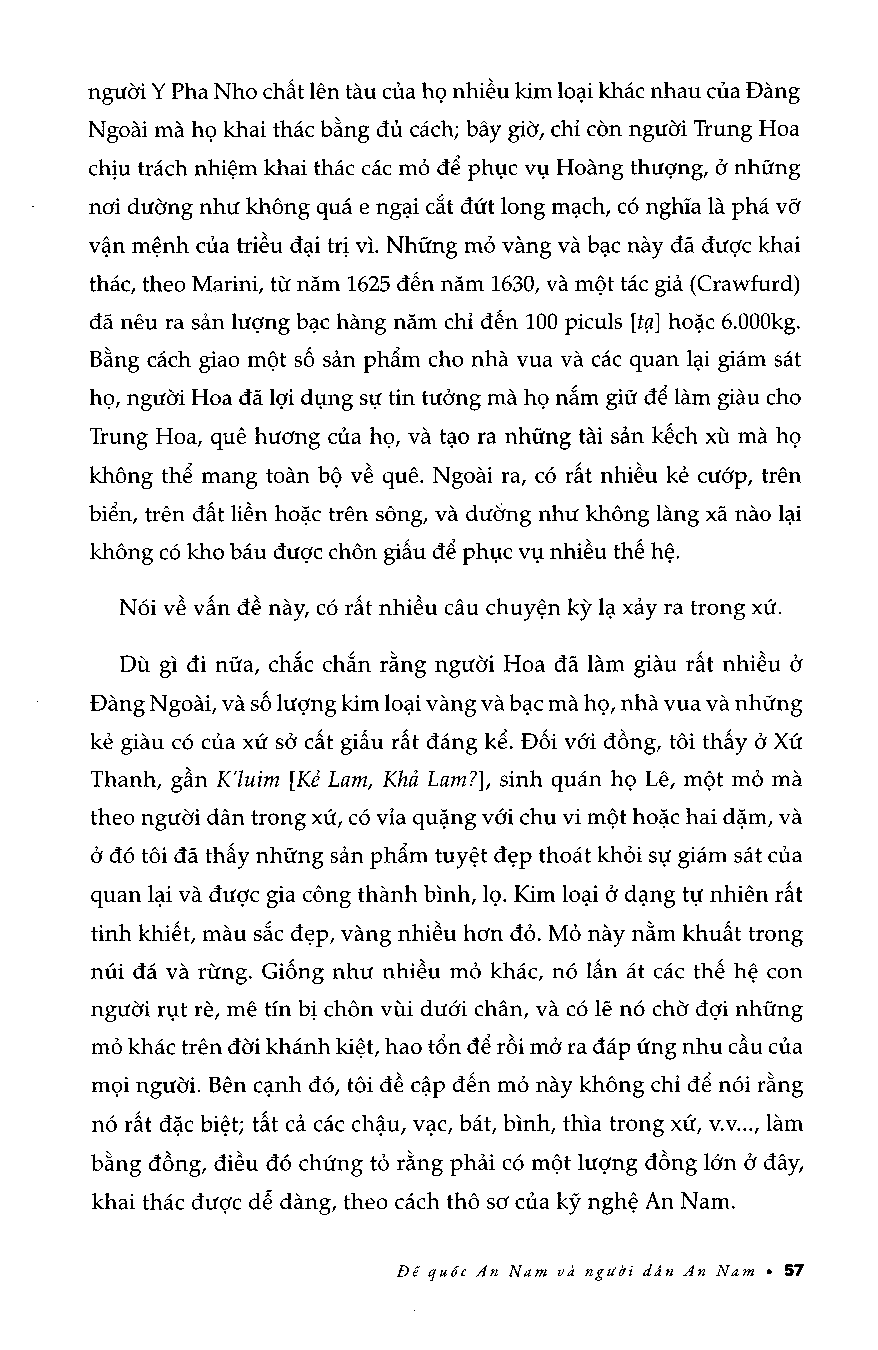 người Y Pha Nho chất lên tàu của họ nhiều kim loại khác nhau của Đàng
Ngoài mà họ khai thác bằng đủ cách; bây giờ, chỉ còn người Trung Hoa
chịu trách nhiệm khai thác các mỏ để phục vụ Hoàng thượng, ở những
nơi dường như không quá e ngại cắt đứt long mạch, có nghĩa là phá vỡ
vận mệnh của triều đại trị vì. Những mỏ vàng và bạc này đã được khai
thác, theo Marini, từ năm 1625 đến năm 1630, và một tác giả (Crawfurd)
đã nêu ra sản lượng bạc hàng năm chỉ đến 100 piculs [tạ] hoặc 6.000kg.
Bằng cách giao một số sản phẩm cho nhà vua và các quan lại giám sát
họ, người Hoa đã lợi dụng sự tin tưởng mà họ nắm giữ để làm giàu cho
Trung Hoa, quê hương của họ, và tạo ra những tài sản kếch xù mà họ
không thể mang toàn bộ về quê. Ngoài ra, có rất nhiều kẻ cướp, trên
biển, trên đất liền hoặc trên sông, và dường như không làng xã nào lại
không có kho báu được chôn giấu để phục vụ nhiều thế hệ.
Nói về vấn đề này, có rất nhiều câu chuyện kỳ lạ xảy ra trong xứ.
Dù gì đi nữa, chắc chắn rằng người Hoa đã làm giàu rất nhiều ở
Đàng Ngoài, và số lượng kim loại vàng và bạc mà họ, nhà vua và những
kẻ giàu có của xứ sở cất giấu rất đáng kể. Đối với đồng, tôi thấy ở Xứ
Thanh, gần K'luim [Kẻ Lam, Khả Lam?], sinh quán họ Lê, một mỏ mà
theo người dân trong xứ, có vỉa quặng với chu vi một hoặc hai dặm, và
ở đó tôi đã thấy những sản phẩm tuyệt đẹp thoát khỏi sự giám sát của
quan lại và được gia công thành bình, lọ. Kim loại ở dạng tự nhiên rất
tinh khiết, màu sắc đẹp, vàng nhiều hơn đỏ. Mỏ này nằm khuất trong
núi đá và rừng. Giống như nhiều mỏ khác, nó lấn át các thế hệ con
người rụt rè, mê tín bị chôn vùi dưới chân, và có lẽ nó chờ đợi những
mỏ khác trên đời khánh kiệt, hao tổn để rồi mở ra đáp ứng nhu cầu của
mọi người. Bên cạnh đó, tôi đề cập đến mỏ này không chỉ để nói rằng
nó rất đặc biệt; tất cả các chậu, vạc, bát, bình, thìa trong xứ, v.v..., làm
bằng đồng, điều đó chứng tỏ rằng phải có một lượng đồng lớn ở đây,
khai thác được dễ dàng, theo cách thô sơ của kỹ nghệ An Nam.
Đế quốc An Nam và người dân An Nam • 57